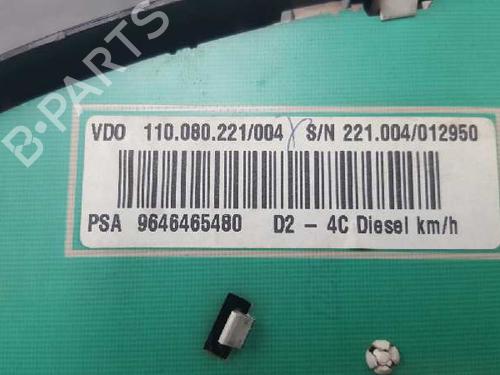 B-PARTS
VDO 110.080.221/004 S/N 221.004/012950
PSA 9646465480 D2 - 4C Diesel km/h